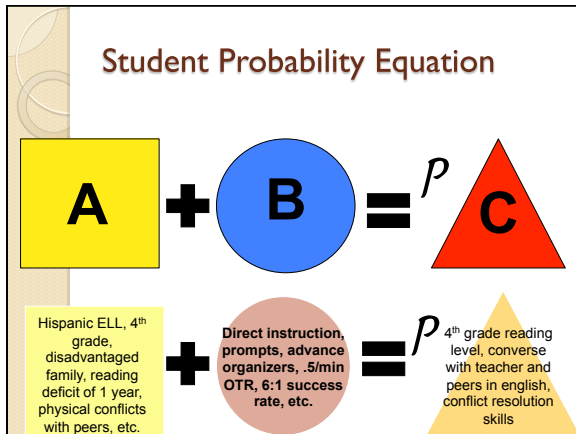 Student Probability Equation
A + B = p C
Hispanic ELL, 4th
grade,
disadvantaged
family, reading
deficit of 1 year,
physical conflicts
with peers, etc.
+
Direct instruction,
prompts, advance
organizers, .5/min
OTR, 6:1 success
rate, etc.
= p
4th grade reading
level, converse
with teacher and
peers in english,
conflict resolution
skills